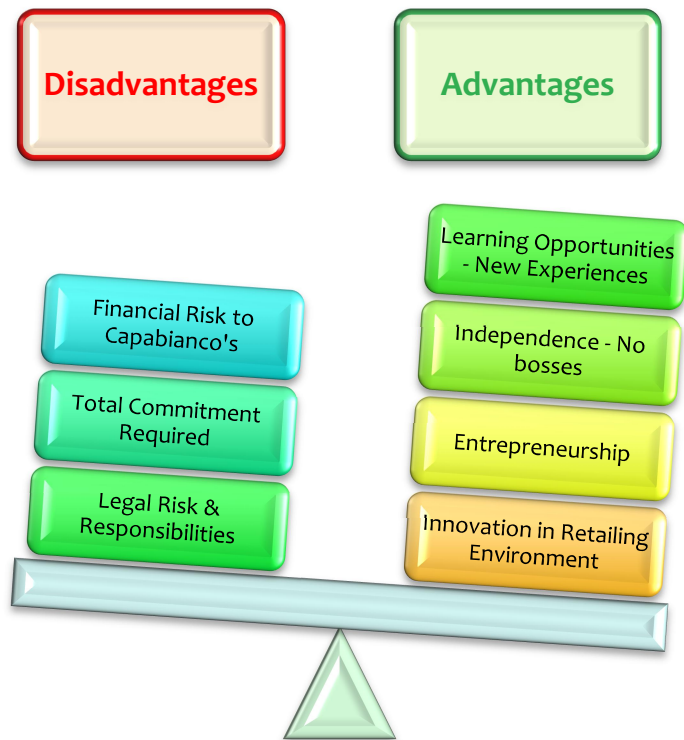 Disadvantages
Advantages
Financial Risk to
Capabianco's
Total Commitment
Required
Legal Risk &
Responsibilities
Learning Opportunities
- New Experiences
Independence - No
bosses
Entrepreneurship
Innovation in Retailing
Environment